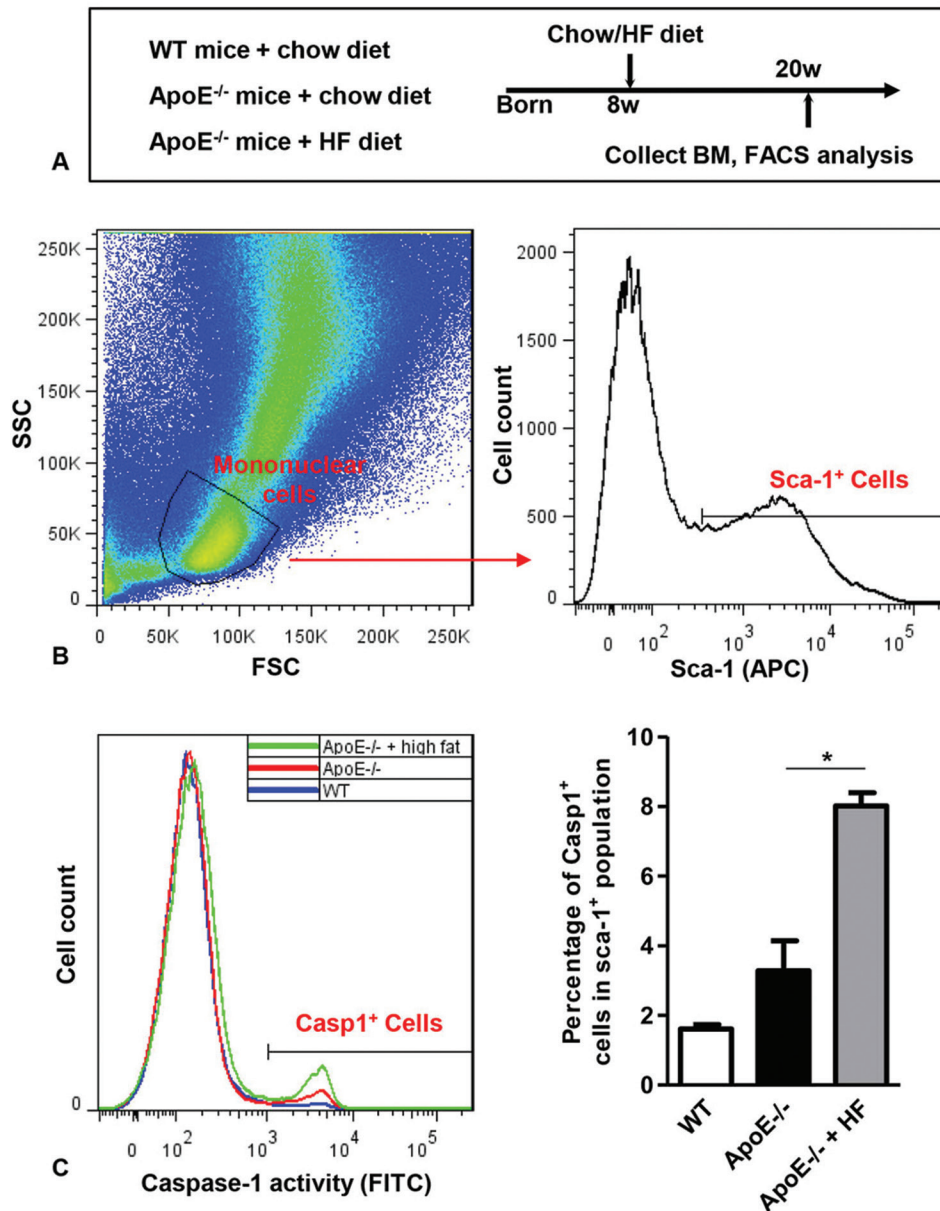 WT mice + chow diet
ApoE-/- mice + chow diet
ApoE-/- mice + HF diet
Chow/HF diet
20w
Born
8w
Collect BM, FACS analysis
A
250K
200K
150K
100K
50K
0
SSC
Mononuclear
cells
0 50K 100K 150K 200K 250K
FSC
B
2000
1500
1000
500
0
Cell count
Sca-1+ Cells
0 10^2 10^3 10^4 10^5
Sca-1 (APC)
ApoE-/- + high fat
ApoE-/-
WT
Cell count
Casp1+ Cells
0
0 10^2 10^3 10^4 10^5
Caspase-1 activity (FITC)
C
Percentage of Casp1+
cells in sca-1+ population
10
8
6
4
2
0
*
WT
ApoE-/-
ApoE-/- + HF